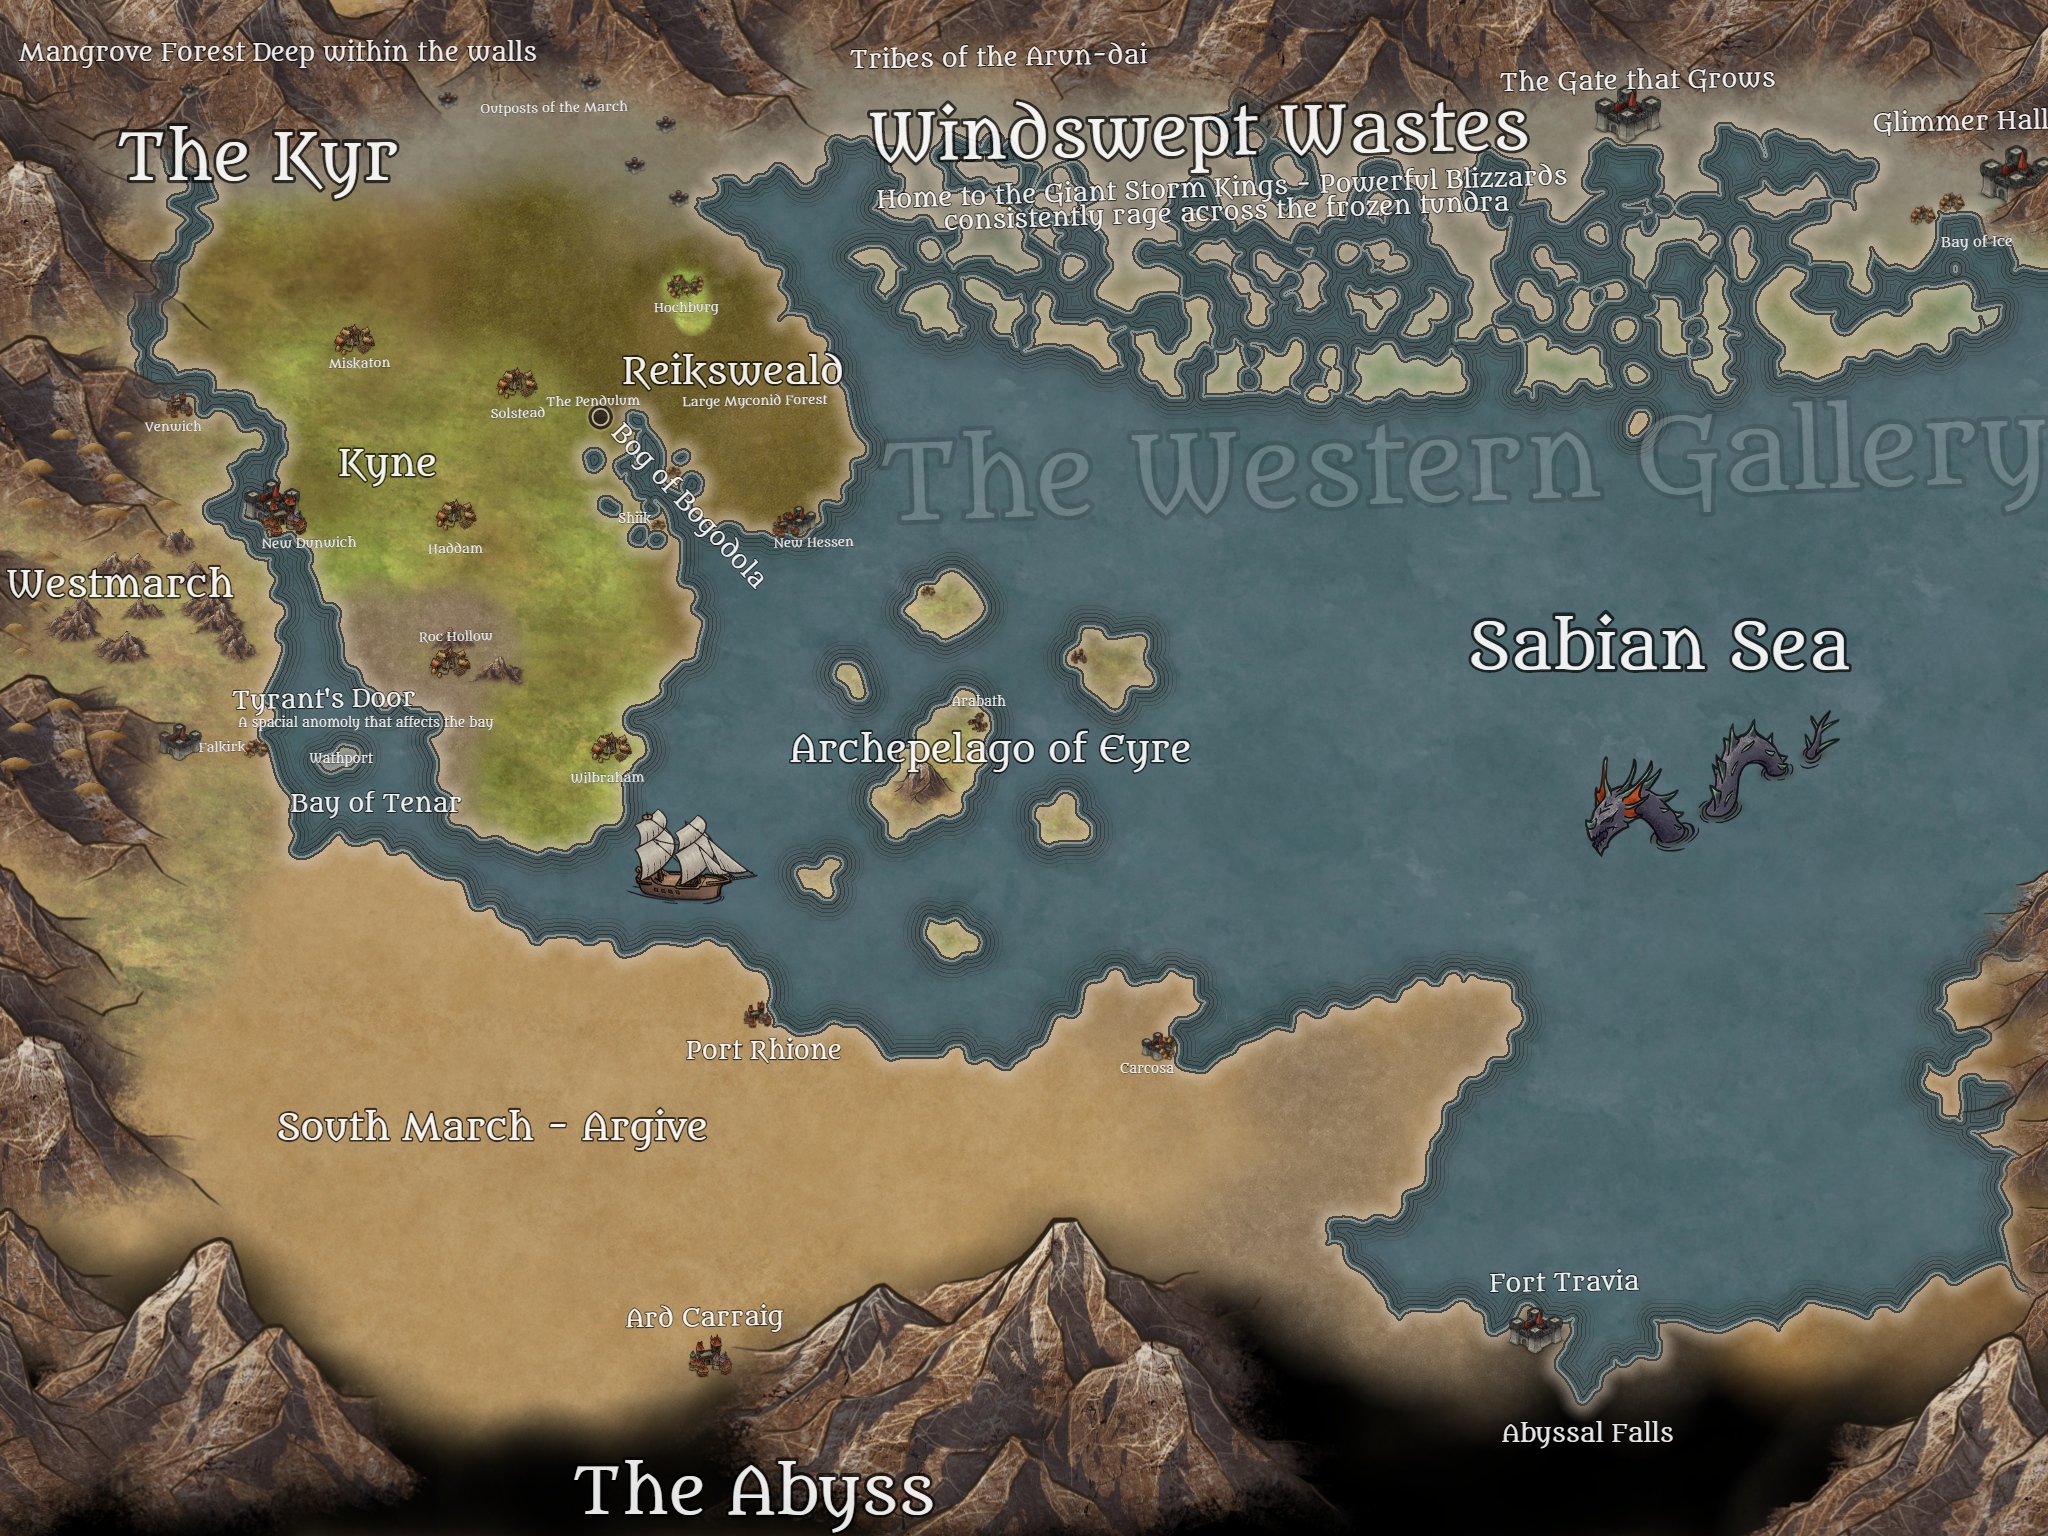 Mangrove Forest Deep within the walls
Tribes of the Arun-dai
The Gate that Grows
Outposts of the March
Glimmer Hall
The Kyr
Windswept Wastes
Home to the Giant Storm Kings - Powerful Blizzards
consistently rage across the frozen tundra
Bay of Ice
Hochburg
Miskaton
Reiksweald
Large Myconid Forest
The Pendulum
Solstead
Venwich
The Western Gallery
Kyne
Bog of Bogodola
Shiik
New Dunwich
Haddam
New Hessen
Westmarch
Roc Hollow
Sabian Sea
Tyrant's Door
A spacial anomoly that affects the bay
Arabath
Falkirk
Wathport
Archepelago of Eyre
Wilbraham
Bay of Tenar
Port Rhione
Carcosa
South March - Argive
Fort Travia
Ard Carraig
Abyssal Falls
The Abyss